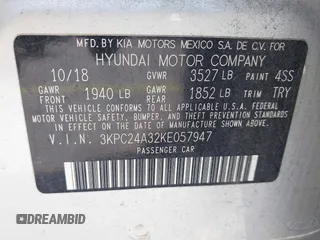 MFD. BY KIA MOTORS MEXICO S.A DE C.V FOR
HYUNDAI MOTOR COMPANY
10/18 GVWR 3527 LB PAINT 4SS
GAWR FRONT 1940 LB GAWR REAR 1852 LB TRIM TRY
THIS VEHICLE CONFORMS TO ALL APPLICABLE
U.S. FEDERAL MOTOR VEHICLE SAFETY, BUMPER, AND
THEFT PREVENTION STANDARDS IN EFFECT ON THE
DATE OF MANUFACTURE SHOWN ABOVE.
V.I.N. 3KPC24A32KE057947
PASSENGER CAR
DREAMBID